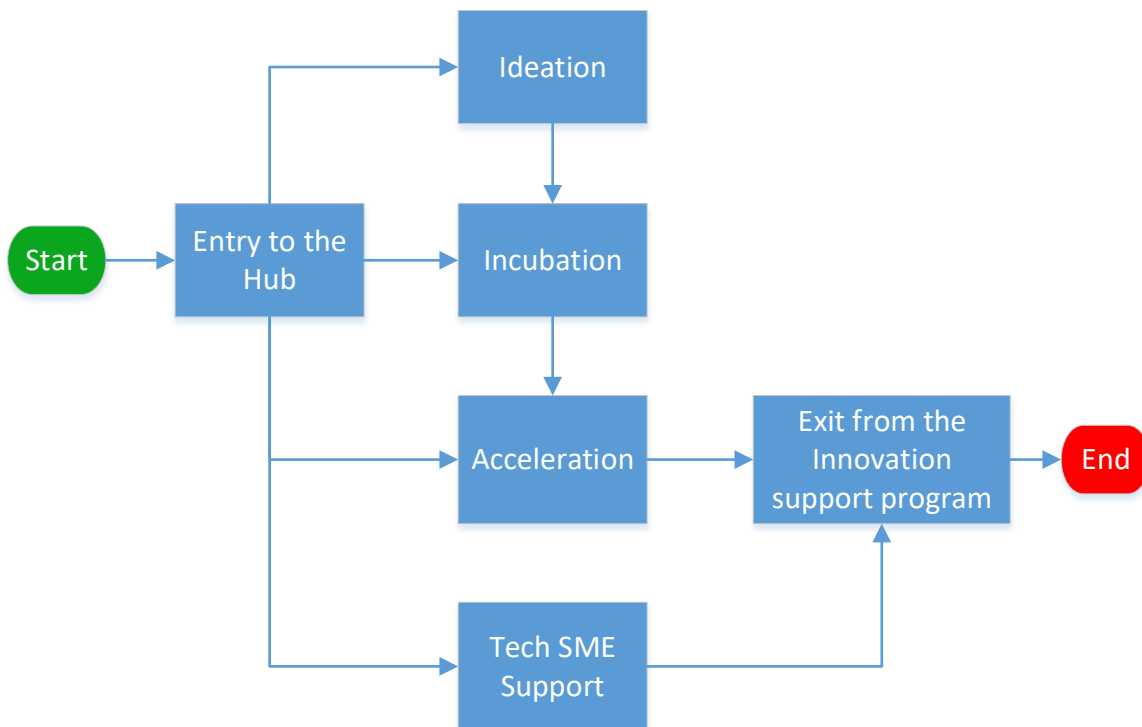 Ideation
Start
Entry to the
Hub
Incubation
Acceleration
Exit from the
Innovation
support program
End
Tech SME
Support